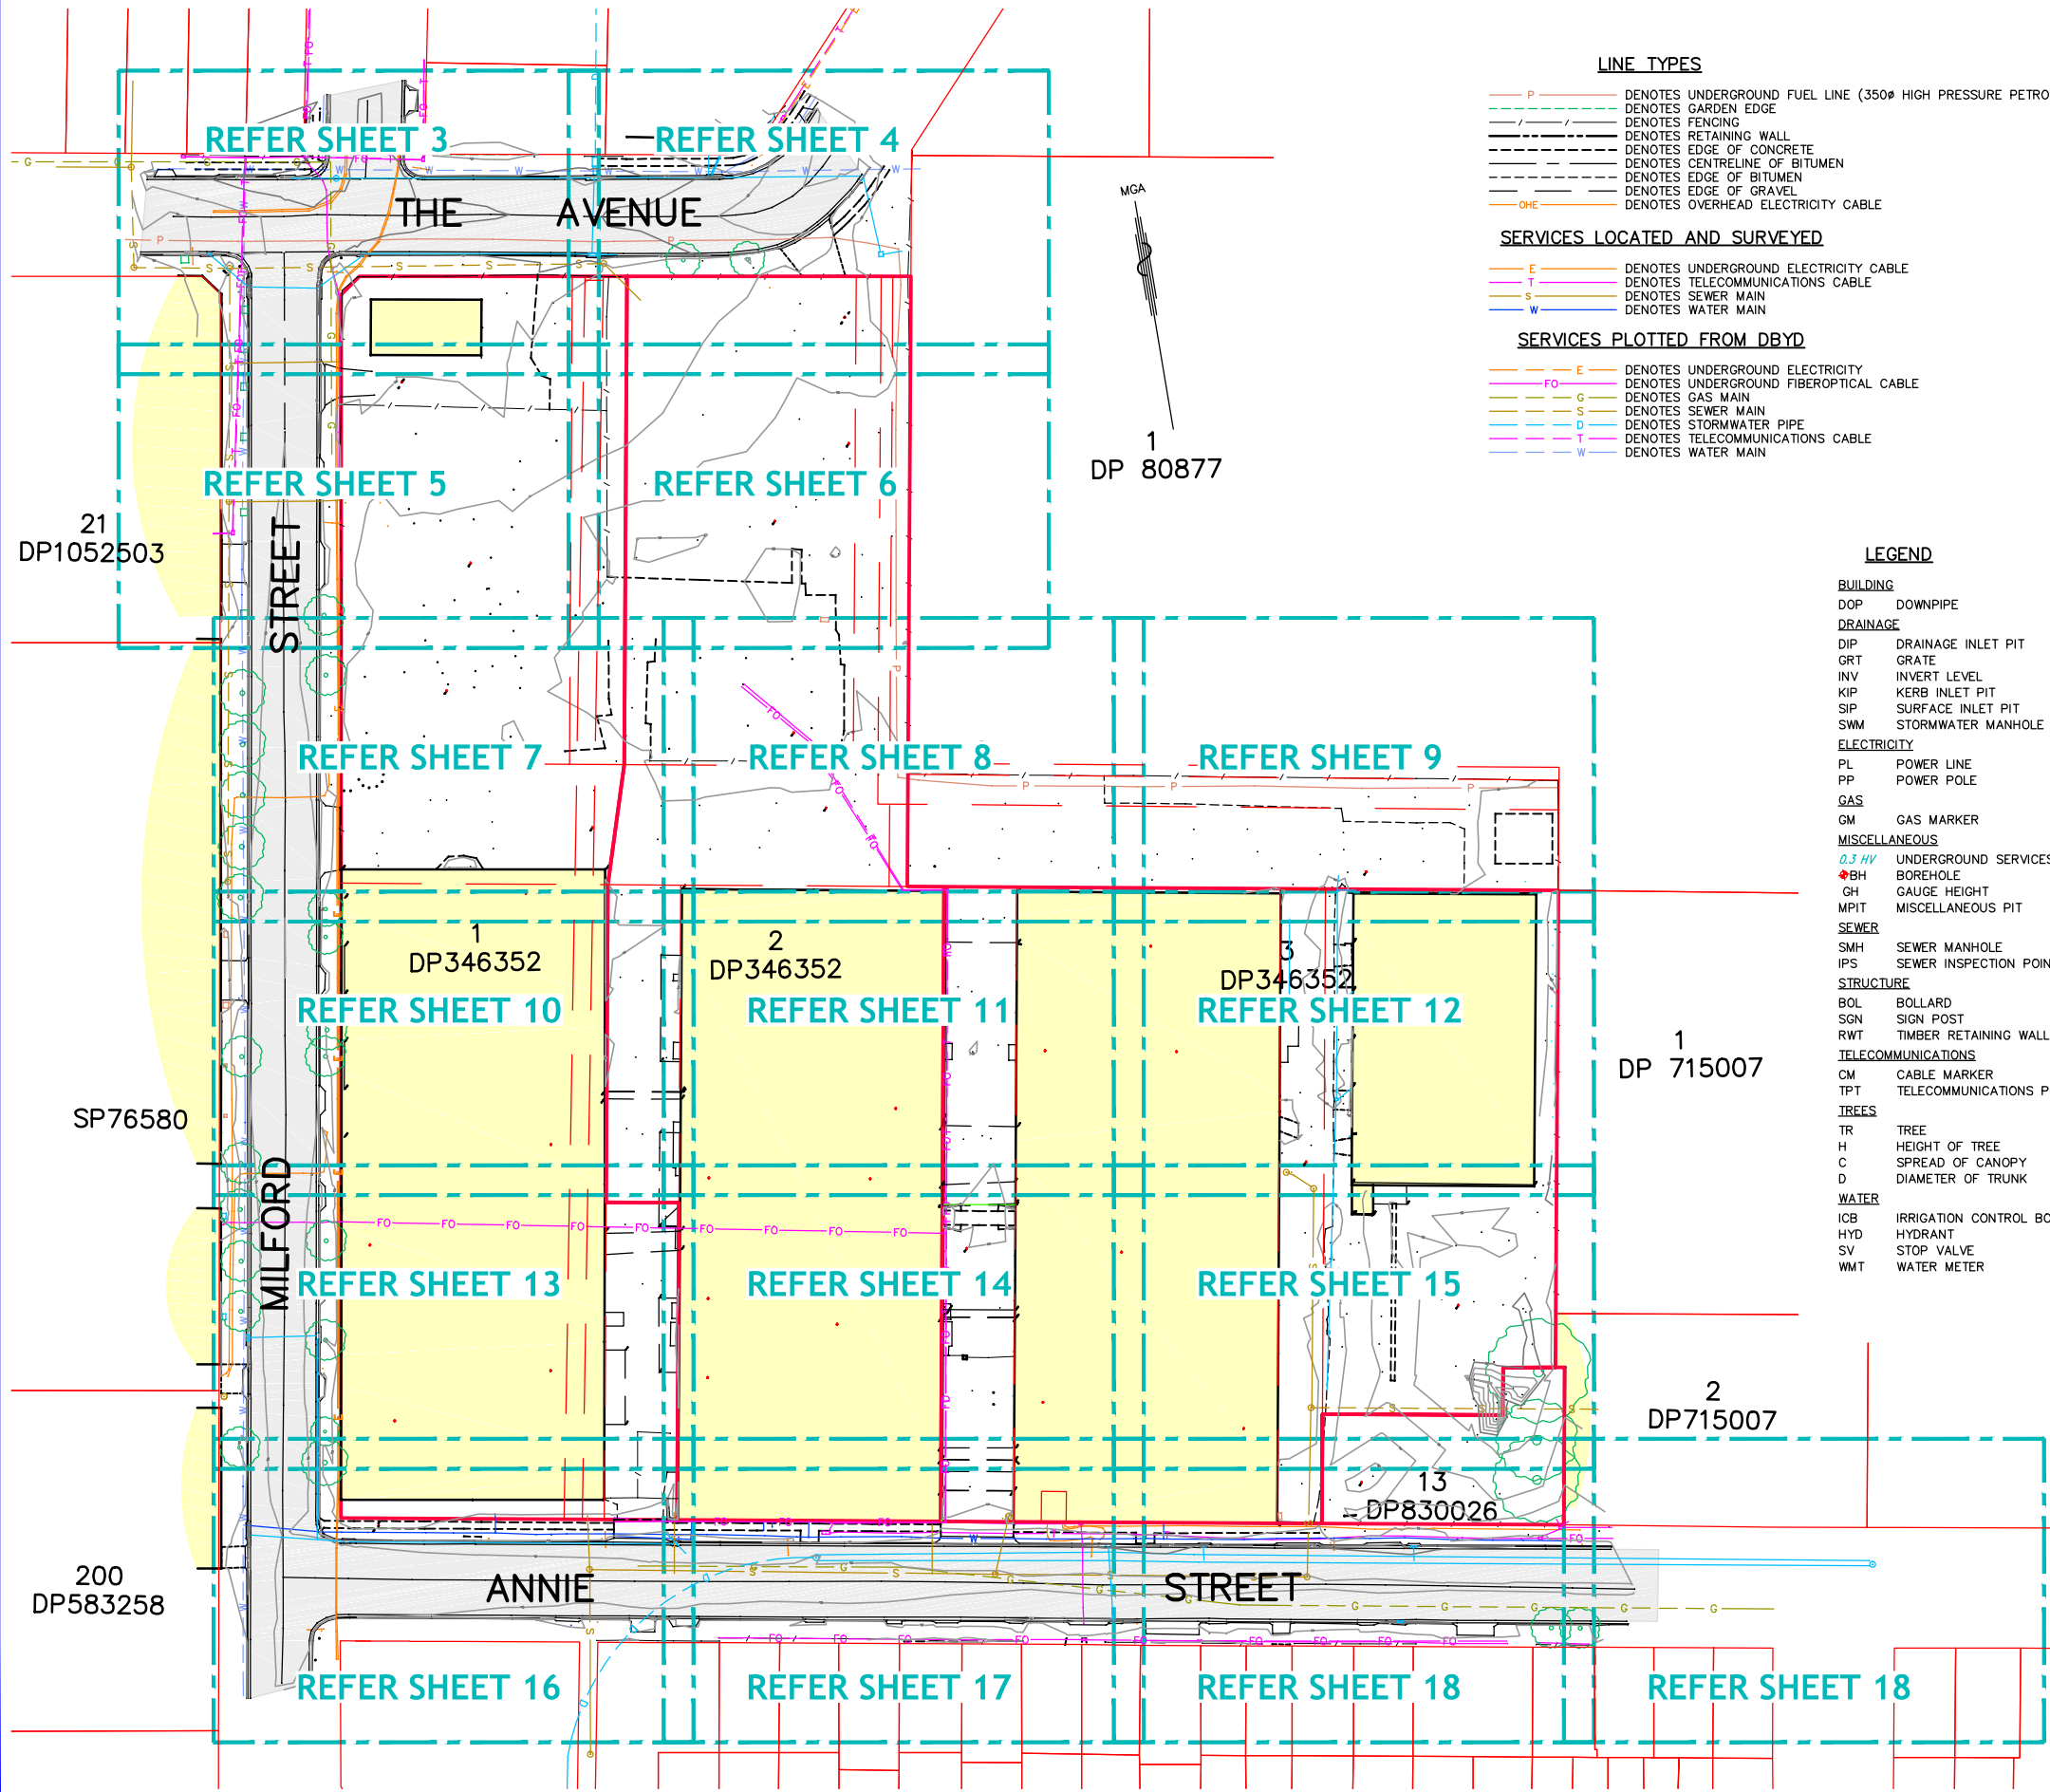 LINE TYPES
P DENOTES UNDERGROUND FUEL LINE (350ø HIGH PRESSURE PETRO
DENOTES GARDEN EDGE
DENOTES FENCING
DENOTES RETAINING WALL
DENOTES EDGE OF CONCRETE
DENOTES CENTRELINE OF BITUMEN
DENOTES EDGE OF BITUMEN
DENOTES EDGE OF GRAVEL
OHE DENOTES OVERHEAD ELECTRICITY CABLE
SERVICES LOCATED AND SURVEYED
E DENOTES UNDERGROUND ELECTRICITY CABLE
T DENOTES TELECOMMUNICATIONS CABLE
S DENOTES SEWER MAIN
W DENOTES WATER MAIN
SERVICES PLOTTED FROM DBYD
E DENOTES UNDERGROUND ELECTRICITY
FO DENOTES UNDERGROUND FIBEROPTICAL CABLE
G DENOTES GAS MAIN
S DENOTES SEWER MAIN
D DENOTES STORMWATER PIPE
T DENOTES TELECOMMUNICATIONS CABLE
W DENOTES WATER MAIN
LEGEND
BUILDING
DOP DOWNPIPE
DRAINAGE
DIP DRAINAGE INLET PIT
GRT GRATE
INV INVERT LEVEL
KIP KERB INLET PIT
SIP SURFACE INLET PIT
SWM STORMWATER MANHOLE
ELECTRICITY
PL POWER LINE
PP POWER POLE
GAS
GM GAS MARKER
MISCELLANEOUS
0.3 HV UNDERGROUND SERVICES
BH BOREHOLE
GH GAUGE HEIGHT
MPIT MISCELLANEOUS PIT
SEWER
SMH SEWER MANHOLE
IPS SEWER INSPECTION POIN
STRUCTURE
BOL BOLLARD
SGN SIGN POST
RWT TIMBER RETAINING WALL
TELECOMMUNICATIONS
CM CABLE MARKER
TPT TELECOMMUNICATIONS P
TREES
TR TREE
H HEIGHT OF TREE
C SPREAD OF CANOPY
D DIAMETER OF TRUNK
WATER
ICB IRRIGATION CONTROL BO
HYD HYDRANT
SV STOP VALVE
WMT WATER METER
REFER SHEET 3
REFER SHEET 4
MGA
THE AVENUE
1
DP 80877
REFER SHEET 5
REFER SHEET 6
21
DP1052503
STREET
REFER SHEET 7
REFER SHEET 8
REFER SHEET 9
1
DP346352
2
DP346352
3
DP346352
REFER SHEET 10
REFER SHEET 11
REFER SHEET 12
1
DP 715007
SP76580
MILFORD
REFER SHEET 13
REFER SHEET 14
REFER SHEET 15
2
DP715007
13
DP830026
200
DP583258
ANNIE STREET
REFER SHEET 16
REFER SHEET 17
REFER SHEET 18
REFER SHEET 18